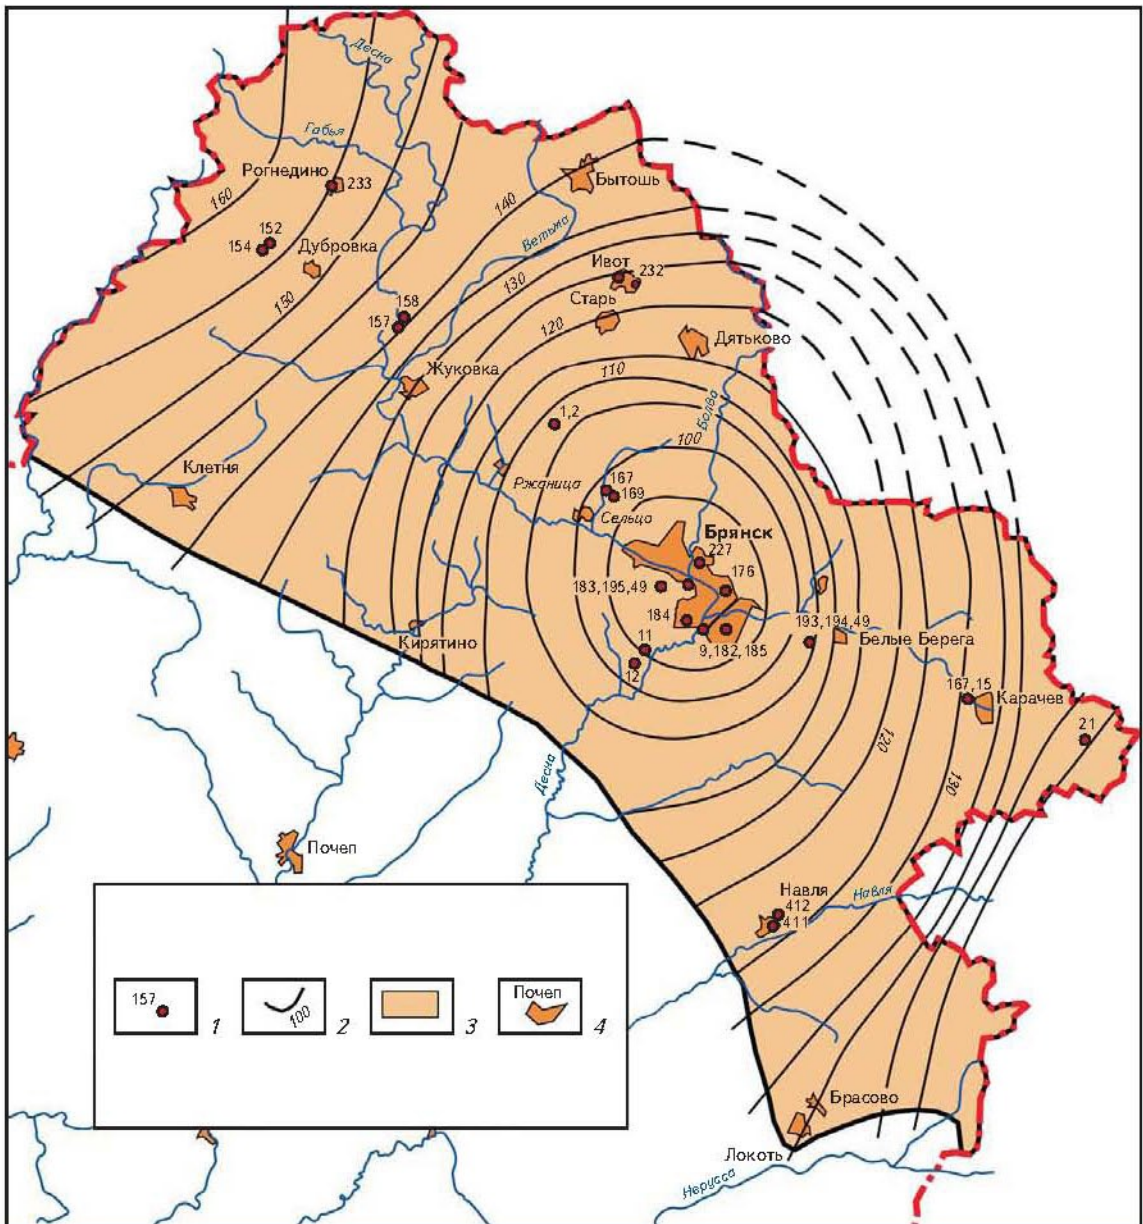 Десна
Габья
Рогнедино
233
160
140
Бытошь
152
154
Дубровка
Ветьма
Ивот
232
130
150
158
157
Старь
120
Дятьково
Жуковка
110
1,2
Болва
100
Клетня
Ржаница
167
169
Сельцо
Брянск
227
176
183,195,49
184
193,194,49
11
9,182,185
Белые Берега
Кирятино
12
167,15
Карачев
21
120
130
Десна
Почеп
Навля
Навля
412
411
157
1
100
2
3
Почеп
4
Брасово
Локоть
Нерусса